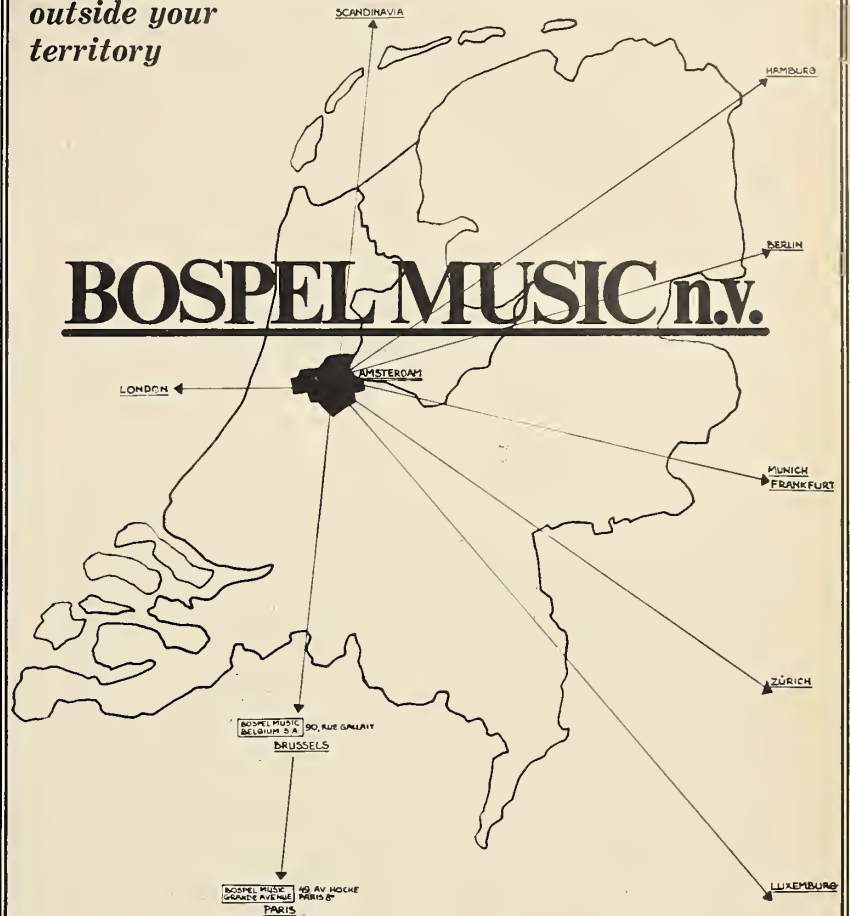 outside your
territory
SCANDINAVIA
HAMBURG
BERLIN
BOSPEL MUSIC n.v.
AMSTERDAM
LONDON
MUNICH
FRANKFURT
ZÜRICH
BOSPEL MUSIC
BELGIUM S.A
90, RUE GALLAIT
BRUSSELS
LUXEMBURG
BOSPEL MUSIC
GRANDE AVENUE
49 AV HOCHE
PARIS 8e
PARIS